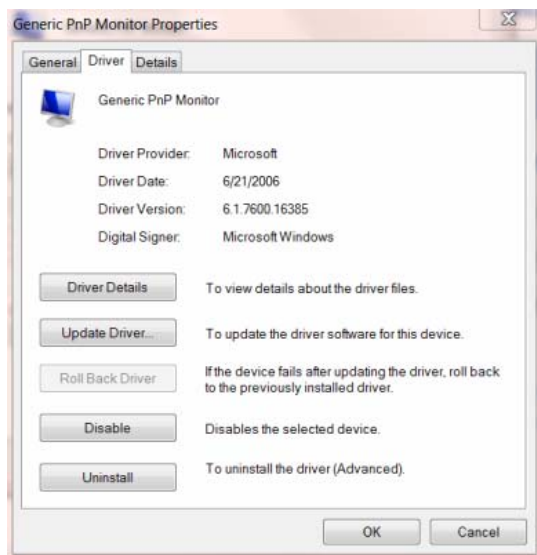 Generic PnP Monitor Properties
General Driver Details
Generic PnP Monitor
Driver Provider: Microsoft
Driver Date: 6/21/2006
Driver Version: 6.1.7600.16385
Digital Signer: Microsoft Windows
Driver Details To view details about the driver files.
Update Driver... To update the driver software for this device.
Roll Back Driver If the device fails after updating the driver, roll back
to the previously installed driver.
Disable Disables the selected device.
Uninstall To uninstall the driver (Advanced).
OK Cancel